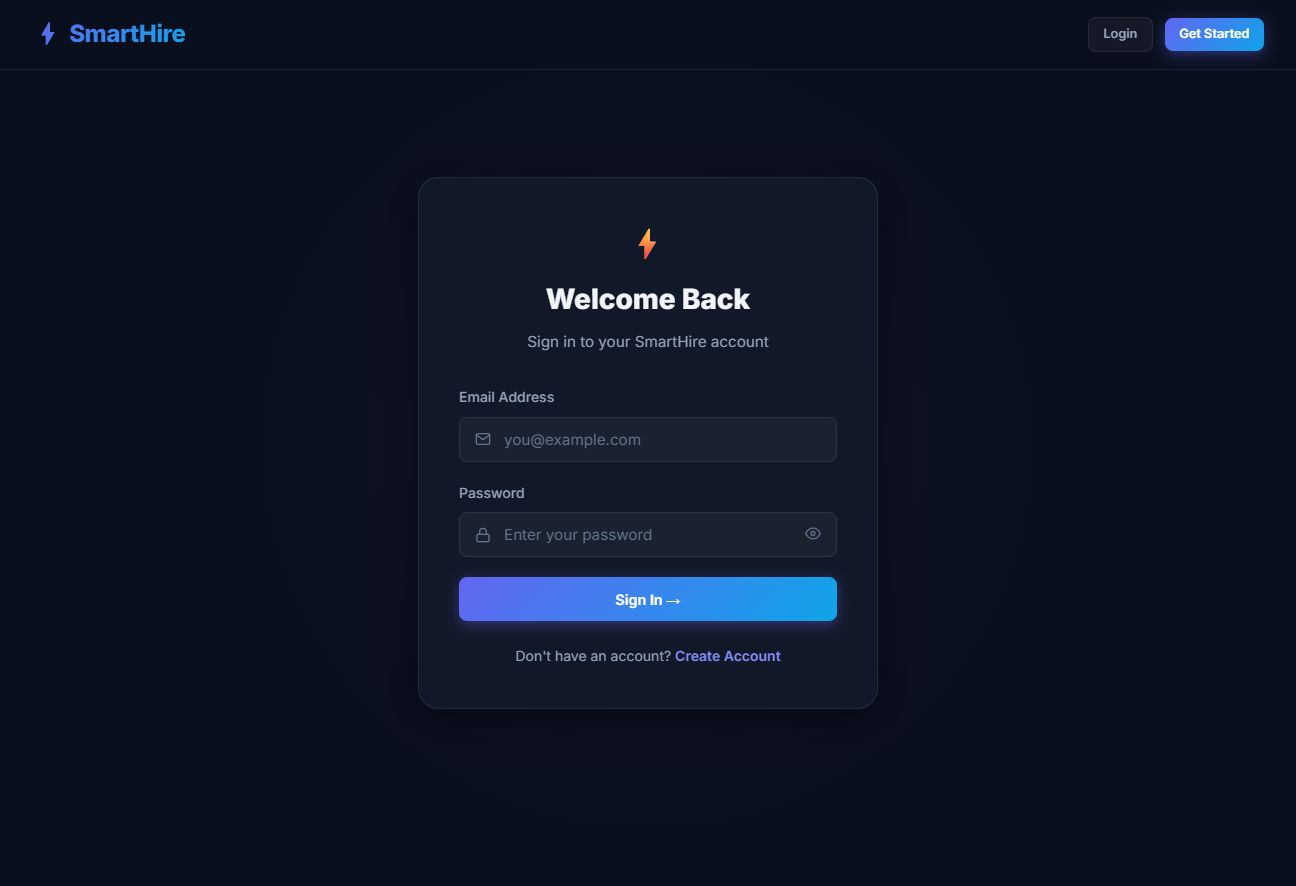 SmartHire
Login
Get Started
Welcome Back
Sign in to your SmartHire account
Email Address
you@example.com
Password
Enter your password
Sign In →
Don't have an account? Create Account